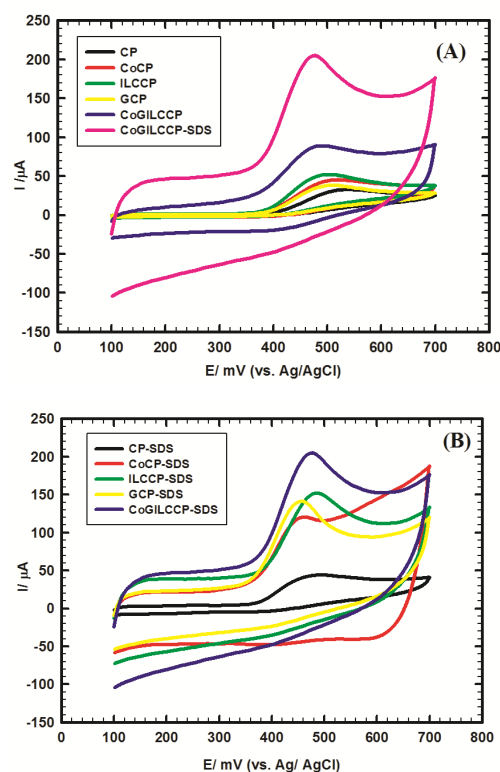 (A)
CP
CoCP
ILCCP
GCP
CoGILCCP
CoGILCCP-SDS
250
200
150
100
50
0
-50
-100
-150
I /µA
0 100 200 300 400 500 600 700 800
E/ mV (vs. Ag/AgCl)
(B)
CP-SDS
CoCP-SDS
ILCCP-SDS
GCP-SDS
CoGILCCP-SDS
250
200
150
100
50
0
-50
-100
-150
I/ µA
0 100 200 300 400 500 600 700 800
E/ mV (vs. Ag/ AgCl)